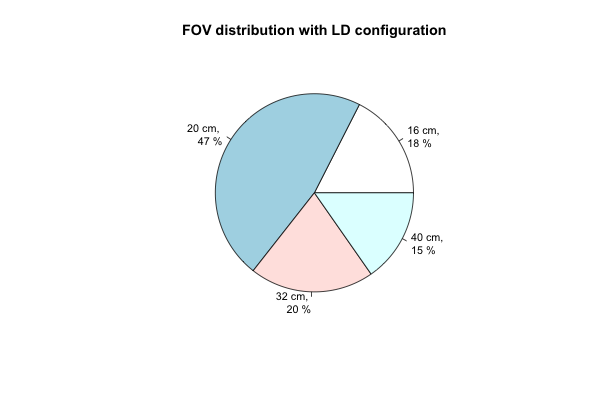 FOV distribution with LD configuration
20 cm,
47 %
16 cm,
18 %
40 cm,
15 %
32 cm,
20 %